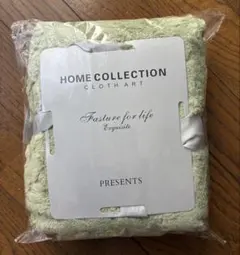 HOME COLLECTION
CLOTH ART
Fasture for life
Exquisite
PRESENTS